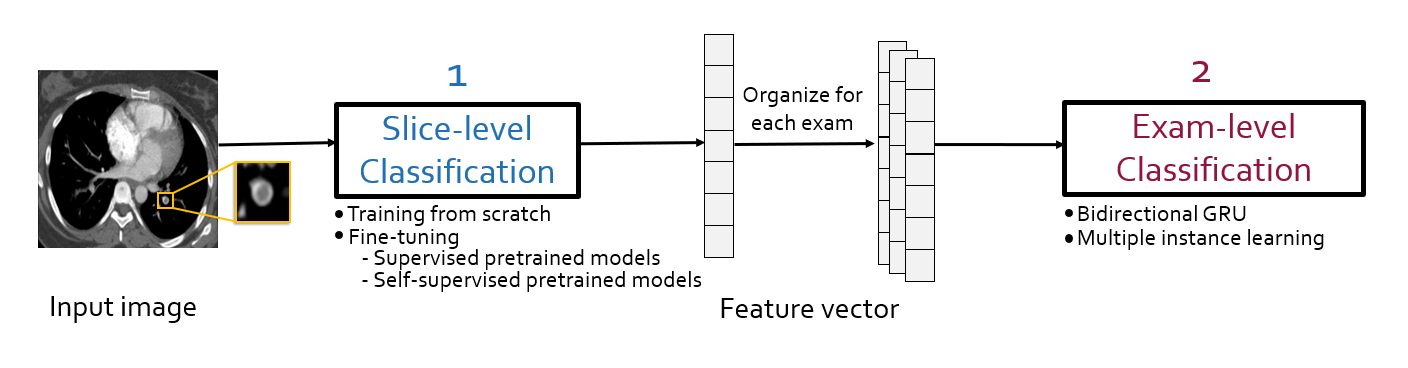 1
Slice-level
Classification
• Training from scratch
• Fine-tuning
- Supervised pretrained models
- Self-supervised pretrained models
Input image
Organize for
each exam
Feature vector
2
Exam-level
Classification
• Bidirectional GRU
• Multiple instance learning